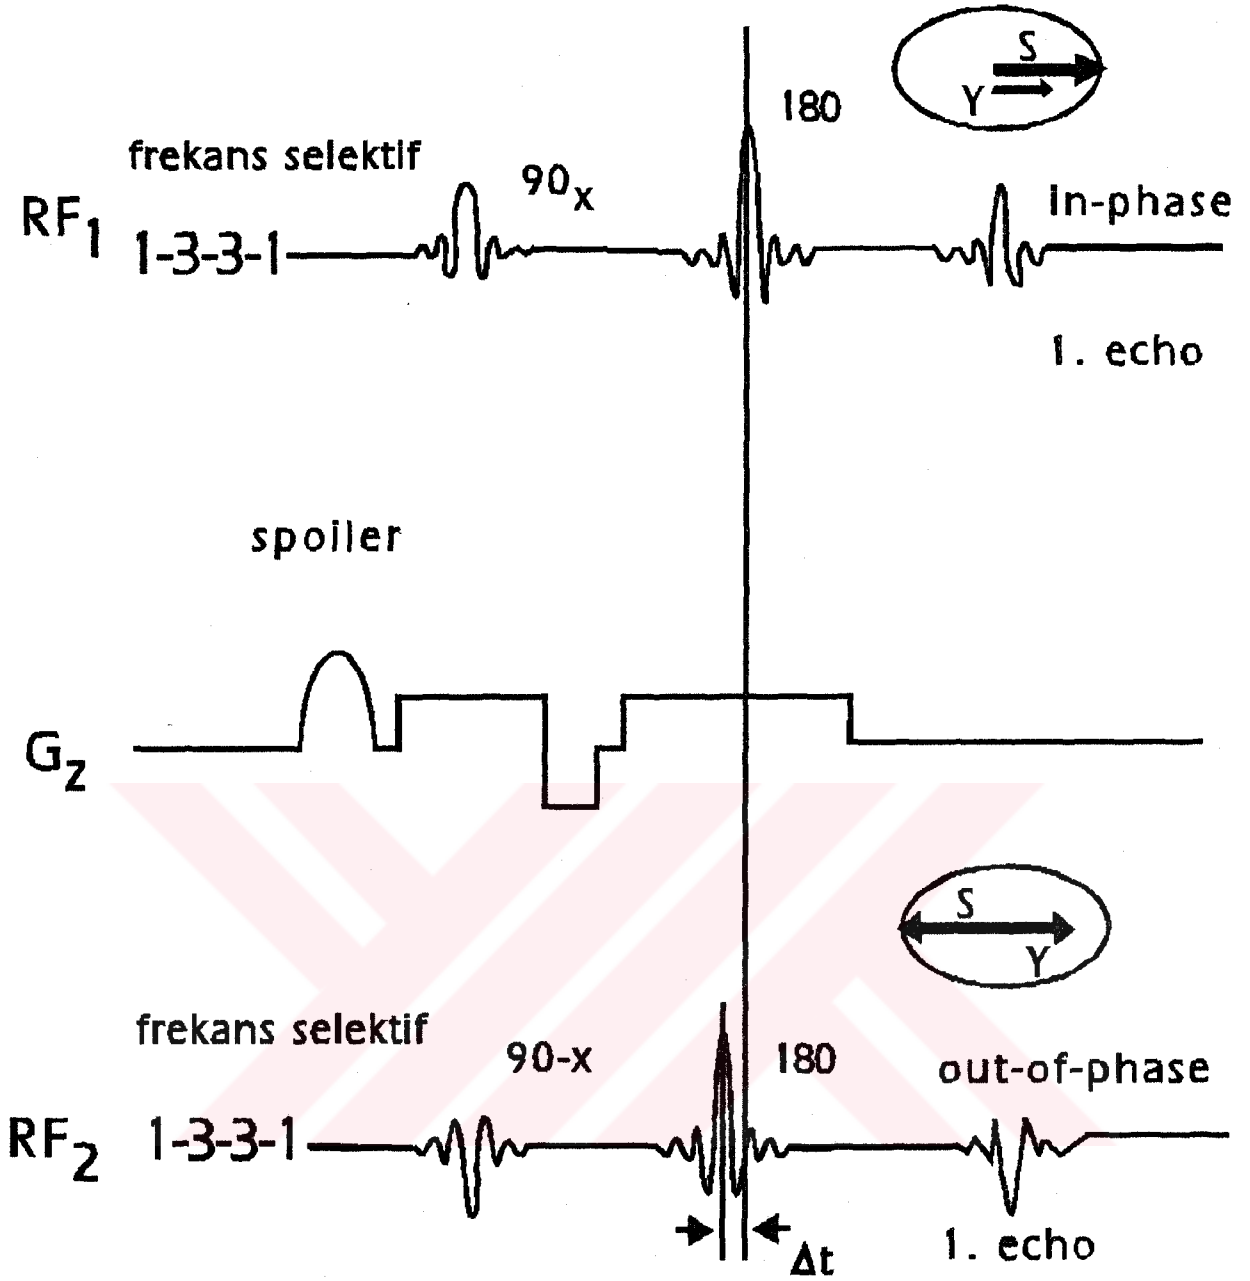 S
Y
180
frekans selektif
90x
RF1 1-3-3-1
In-phase
1. echo
spoiler
Gz
S
Y
frekans selektif
90-x
180
out-of-phase
RF2 1-3-3-1
Δt
1. echo